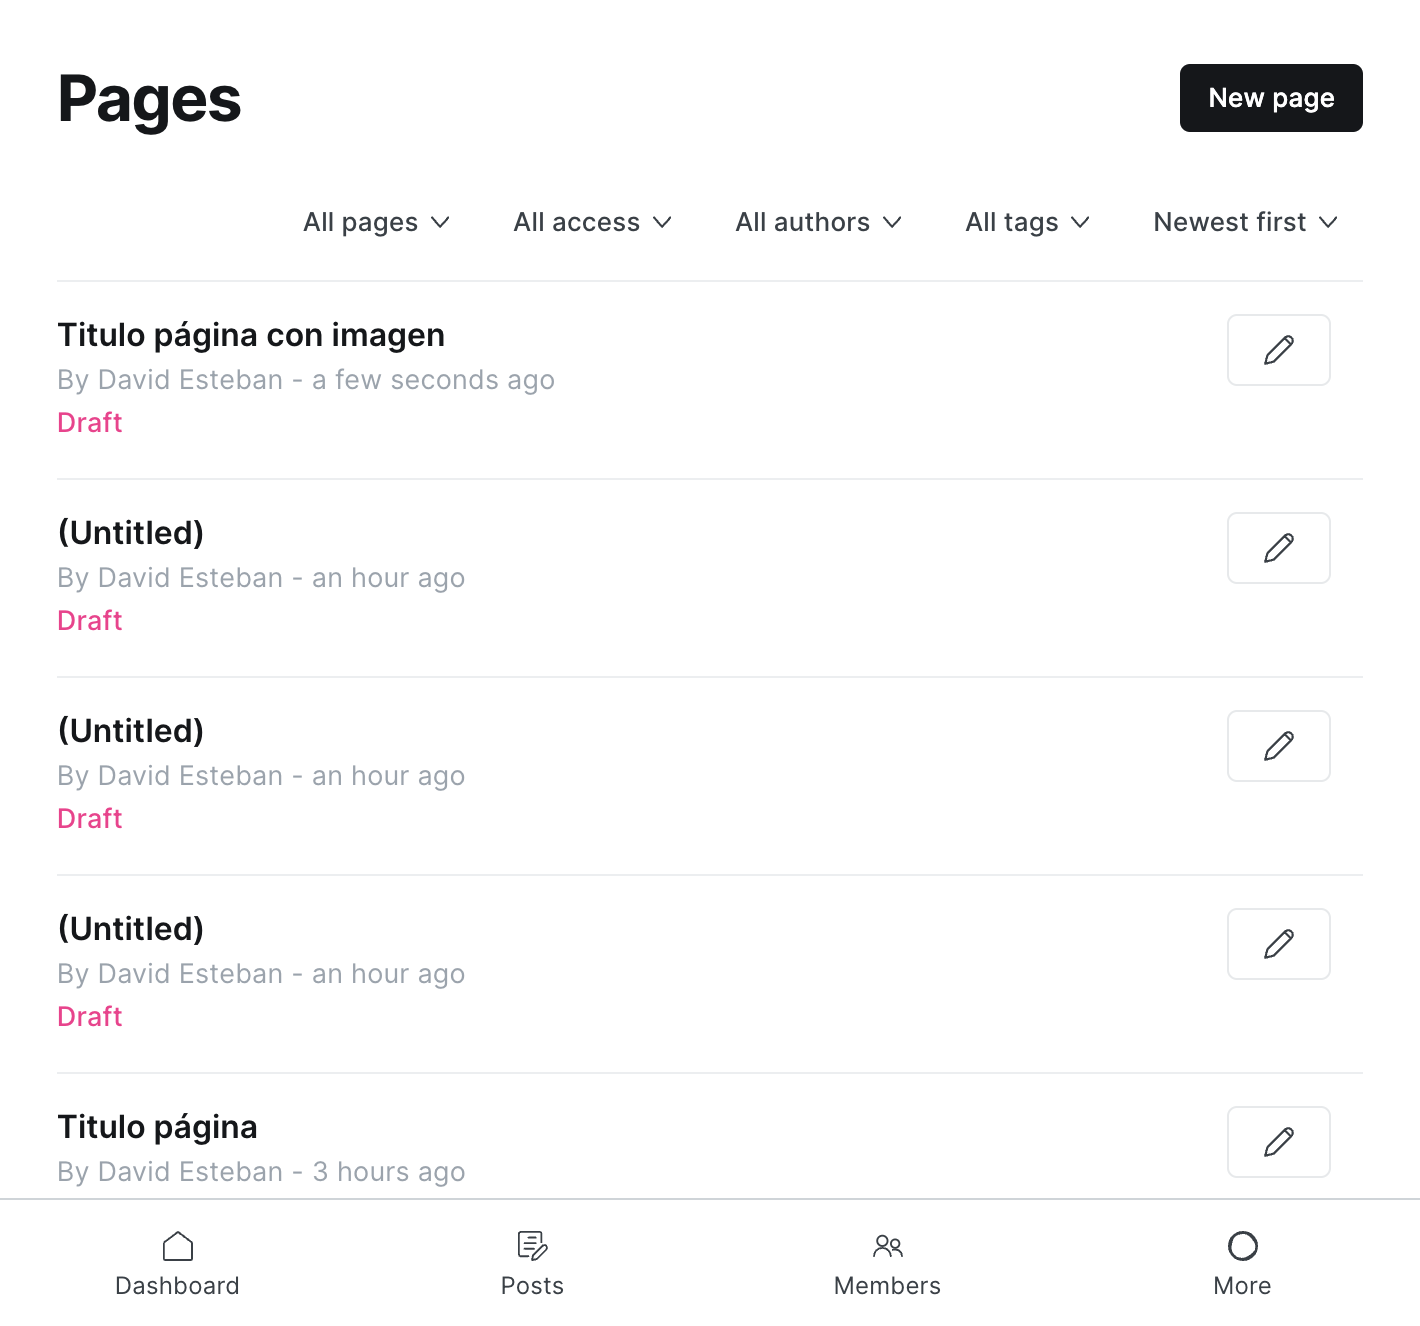 Pages
New page
All pages All access All authors All tags Newest first
Titulo página con imagen
By David Esteban - a few seconds ago
Draft
(Untitled)
By David Esteban - an hour ago
Draft
(Untitled)
By David Esteban - an hour ago
Draft
(Untitled)
By David Esteban - an hour ago
Draft
Titulo página
By David Esteban - 3 hours ago
Dashboard Posts Members More